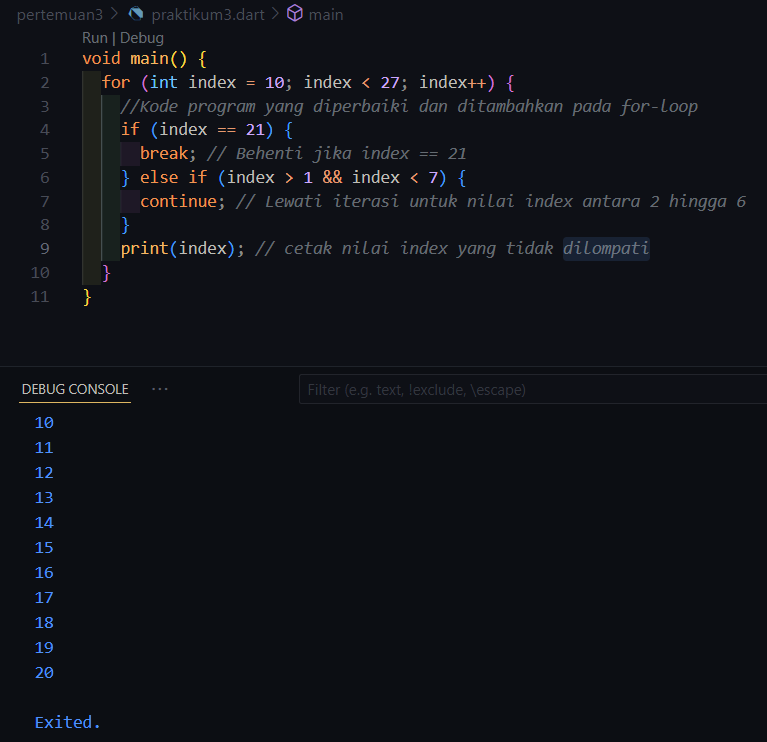 pertemuan3 > praktikum3.dart > main
Run | Debug
1 void main() {
2 for (int index = 10; index < 27; index++) {
3 //Kode program yang diperbaiki dan ditambahkan pada for-loop
4 if (index == 21) {
5 break; // Behenti jika index == 21
6 } else if (index > 1 && index < 7) {
7 continue; // Lewati iterasi untuk nilai index antara 2 hingga 6
8 }
9 print(index); // cetak nilai index yang tidak dilompati
10 }
11 }
DEBUG CONSOLE ... Filter (e.g. text, !exclude, \escape)
10
11
12
13
14
15
16
17
18
19
20
Exited.